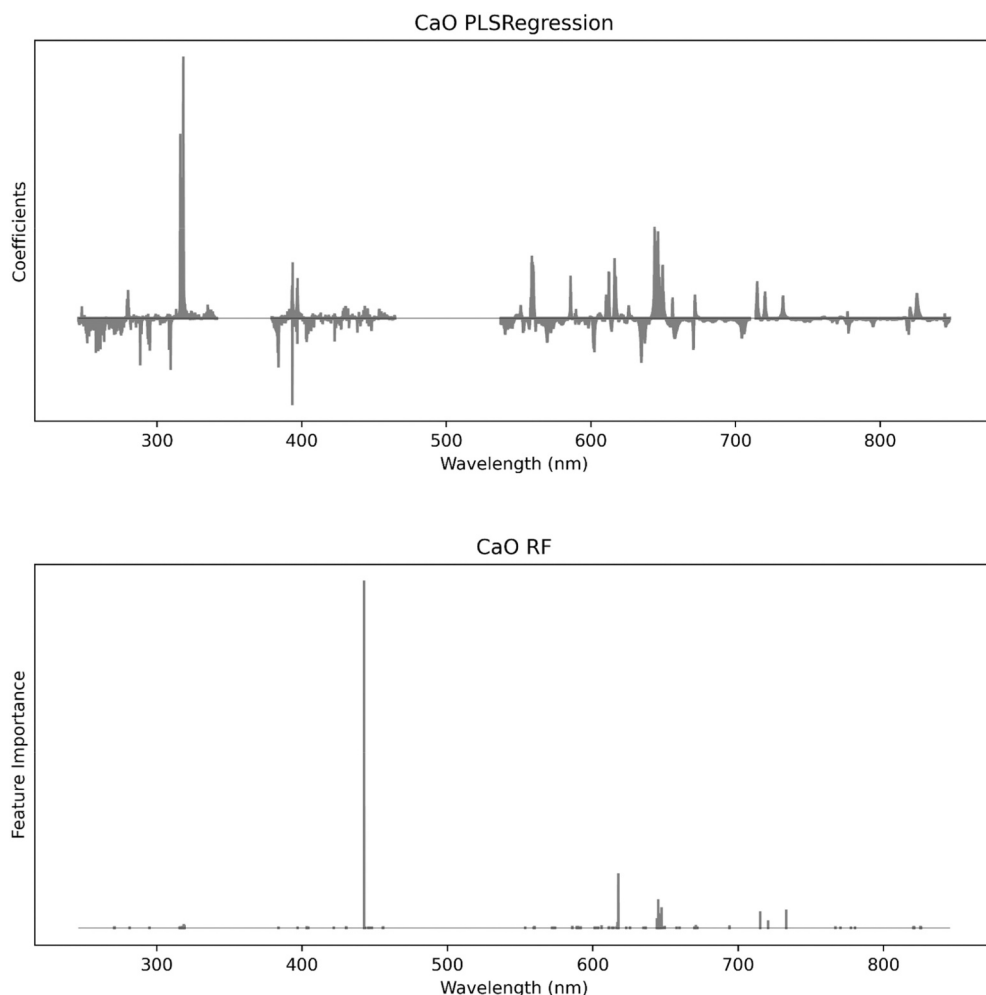 CaO PLSRegression
Coefficients
300 400 500 600 700 800
Wavelength (nm)
CaO RF
Feature Importance
300 400 500 600 700 800
Wavelength (nm)